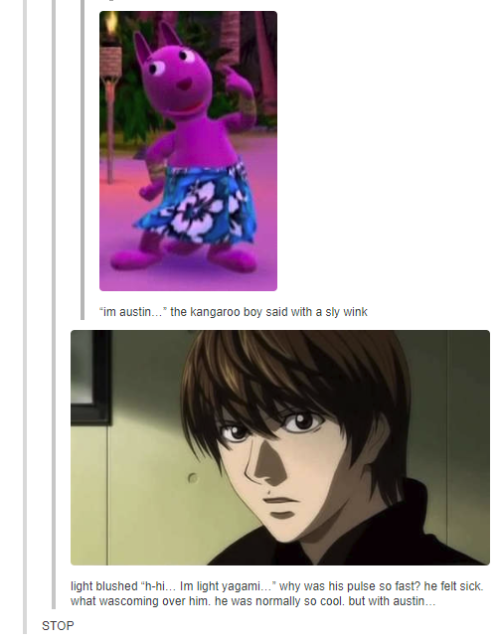 “im austin…” the kangaroo boy said with a sly wink
light blushed “h-hi… Im light yagami…” why was his pulse so fast? he felt sick.
what wascoming over him. he was normally so cool. but with austin…
STOP